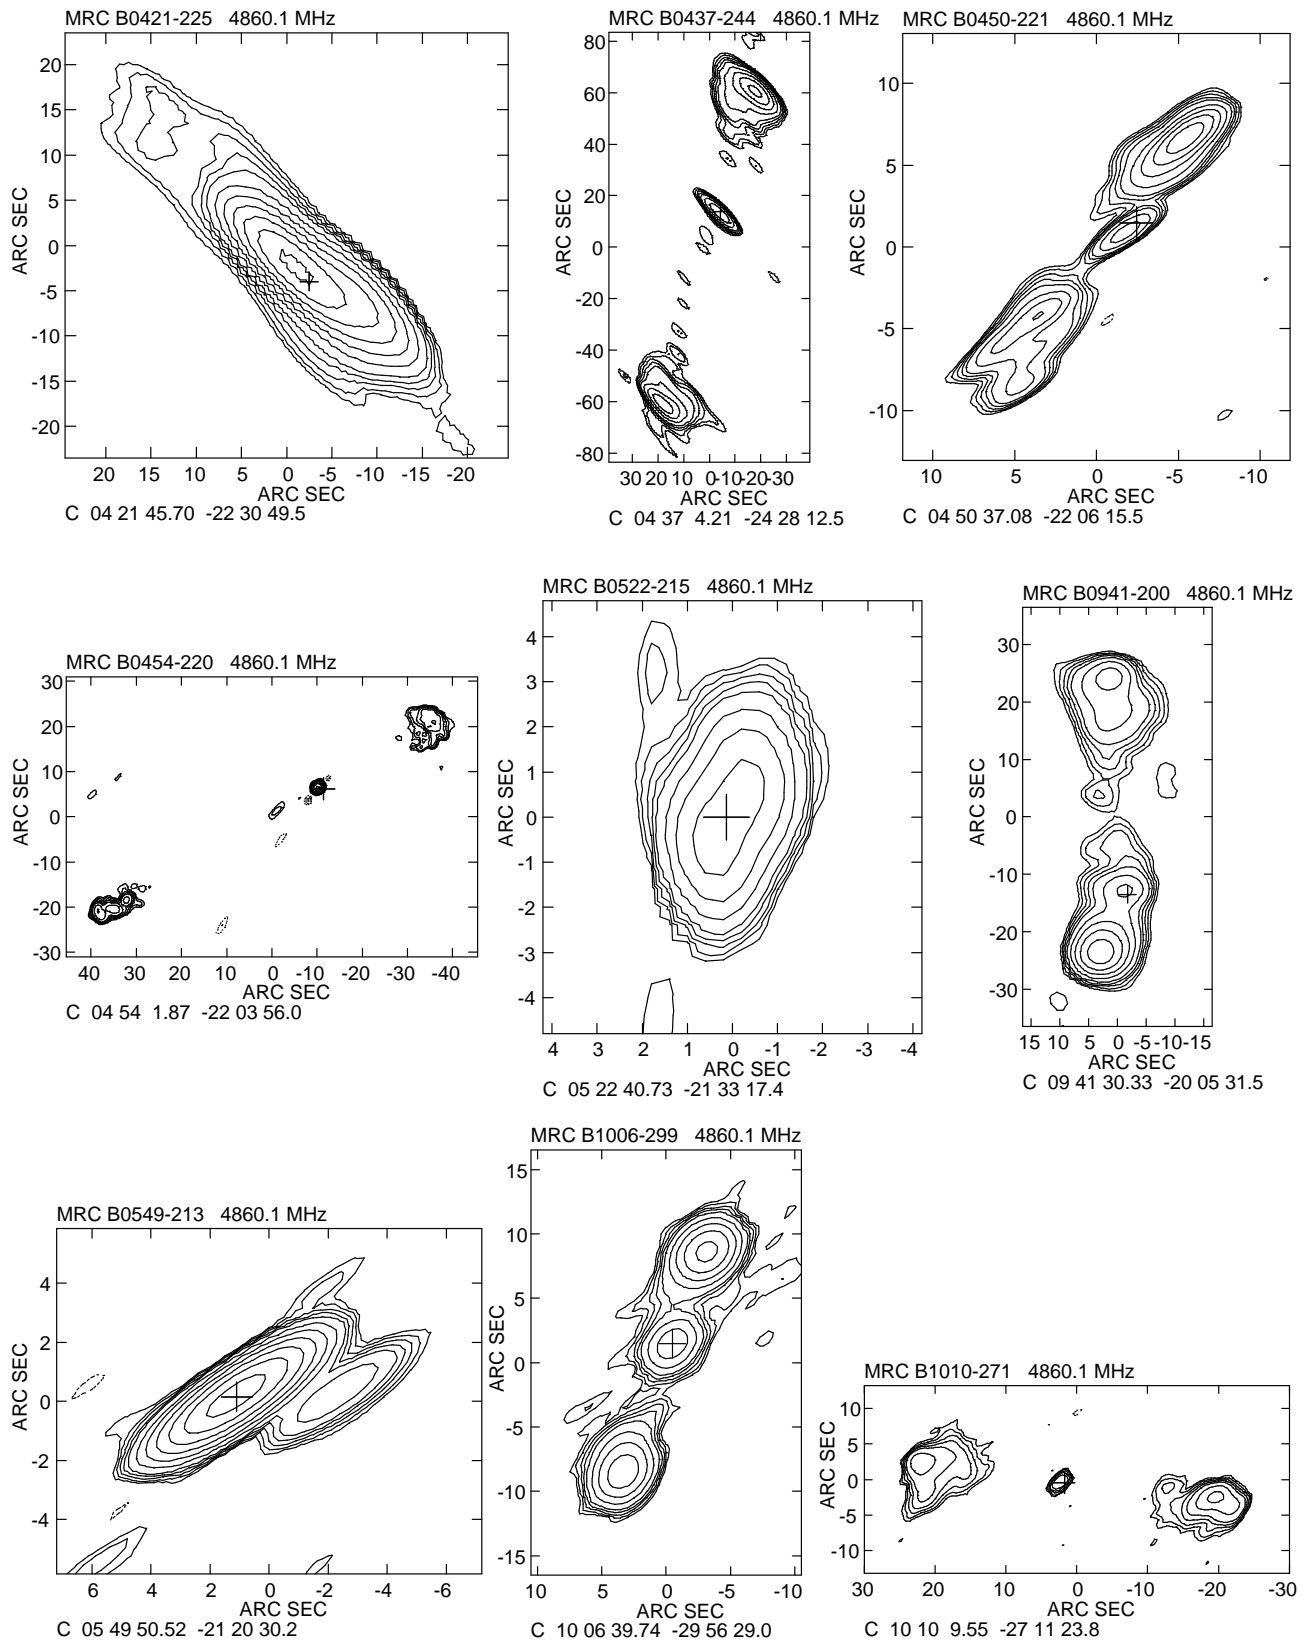 MRC B0421-225 4860.1 MHz
20
15
10
5
0
-5
-10
-15
-20
ARC SEC
20 15 10 5 0 -5 -10 -15 -20
ARC SEC
C 04 21 45.70 -22 30 49.5
MRC B0437-244 4860.1 MHz
80
60
40
20
0
-20
-40
-60
-80
ARC SEC
30 20 10 0 -10 -20 -30
ARC SEC
C 04 37 4.21 -24 28 12.5
MRC B0450-221 4860.1 MHz
10
5
0
-5
-10
ARC SEC
10 5 0 -5 -10
ARC SEC
C 04 50 37.08 -22 06 15.5
MRC B0454-220 4860.1 MHz
30
20
10
0
-10
-20
-30
ARC SEC
40 30 20 10 0 -10 -20 -30 -40
ARC SEC
C 04 54 1.87 -22 03 56.0
MRC B0522-215 4860.1 MHz
4
3
2
1
0
-1
-2
-3
-4
ARC SEC
4 3 2 1 0 -1 -2 -3 -4
ARC SEC
C 05 22 40.73 -21 33 17.4
MRC B0941-200 4860.1 MHz
30
20
10
0
-10
-20
-30
ARC SEC
15 10 5 0 -5 -10 -15
ARC SEC
C 09 41 30.33 -20 05 31.5
MRC B0549-213 4860.1 MHz
4
2
0
-2
-4
ARC SEC
6 4 2 0 -2 -4 -6
ARC SEC
C 05 49 50.52 -21 20 30.2
MRC B1006-299 4860.1 MHz
15
10
5
0
-5
-10
-15
ARC SEC
10 5 0 -5 -10
ARC SEC
C 10 06 39.74 -29 56 29.0
MRC B1010-271 4860.1 MHz
10
5
0
-5
-10
ARC SEC
30 20 10 0 -10 -20 -30
ARC SEC
C 10 10 9.55 -27 11 23.8